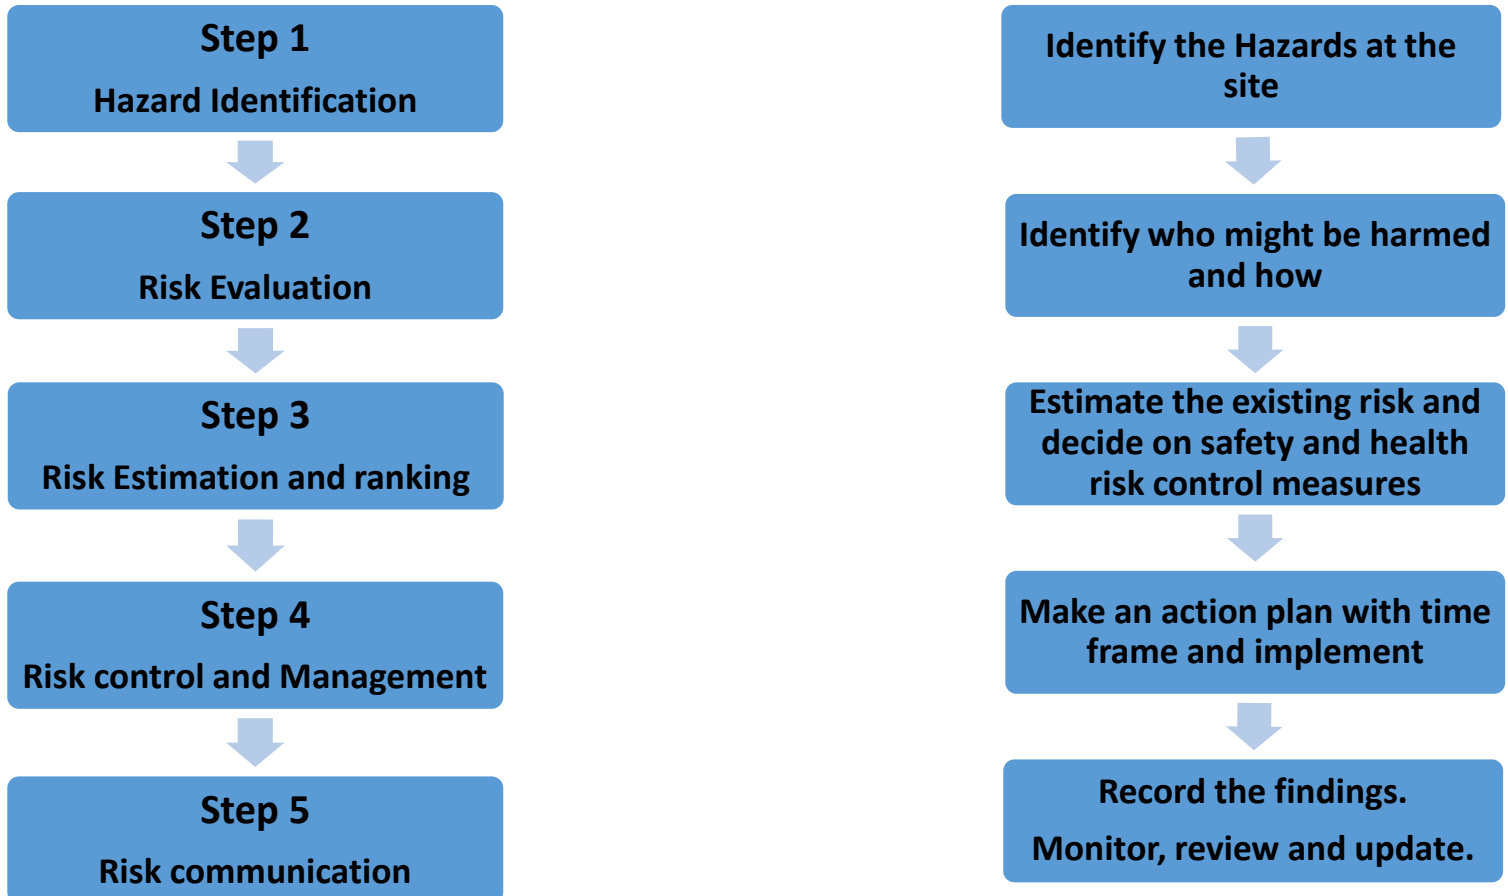 Step 1
Hazard Identification
Step 2
Risk Evaluation
Step 3
Risk Estimation and ranking
Step 4
Risk control and Management
Step 5
Risk communication
Identify the Hazards at the
site
Identify who might be harmed
and how
Estimate the existing risk and
decide on safety and health
risk control measures
Make an action plan with time
frame and implement
Record the findings.
Monitor, review and update.